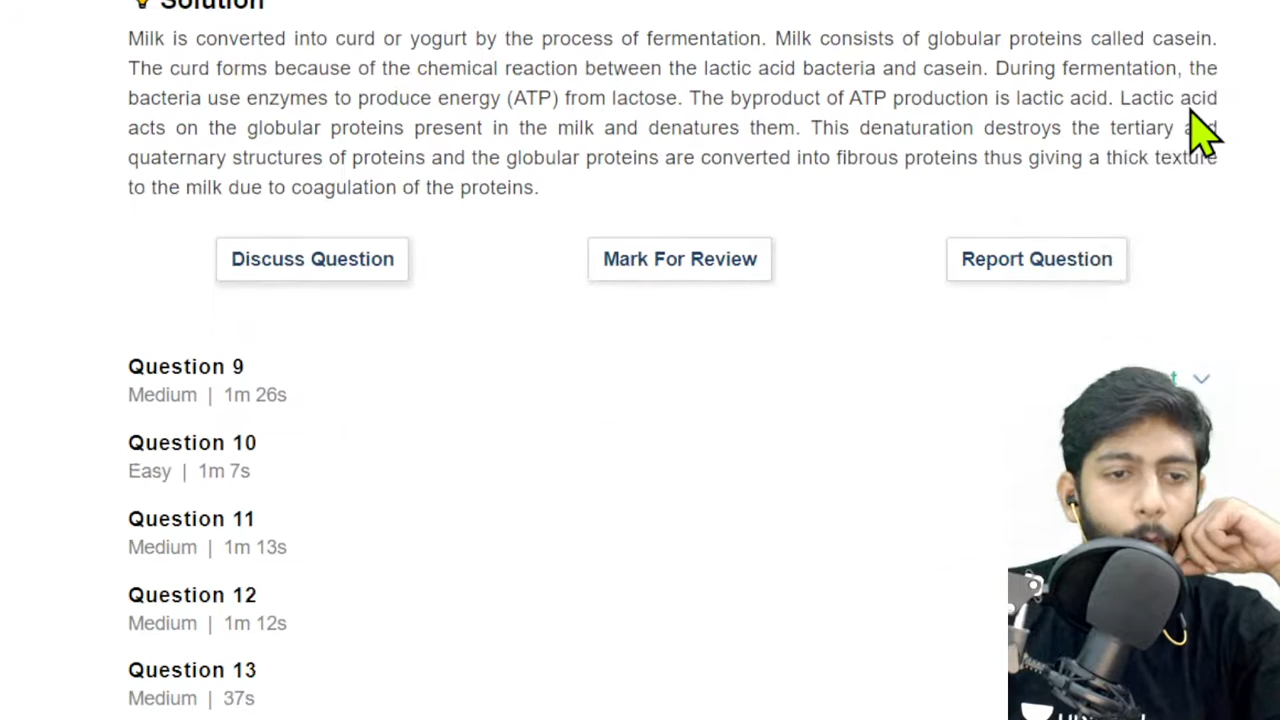 Solution
Milk is converted into curd or yogurt by the process of fermentation. Milk consists of globular proteins called casein.
The curd forms because of the chemical reaction between the lactic acid bacteria and casein. During fermentation, the
bacteria use enzymes to produce energy (ATP) from lactose. The byproduct of ATP production is lactic acid. Lactic acid
acts on the globular proteins present in the milk and denatures them. This denaturation destroys the tertiary and
quaternary structures of proteins and the globular proteins are converted into fibrous proteins thus giving a thick texture
to the milk due to coagulation of the proteins.
Discuss Question
Mark For Review
Report Question
Question 9
Medium | 1m 26s
Question 10
Easy | 1m 7s
Question 11
Medium | 1m 13s
Question 12
Medium | 1m 12s
Question 13
Medium | 37s